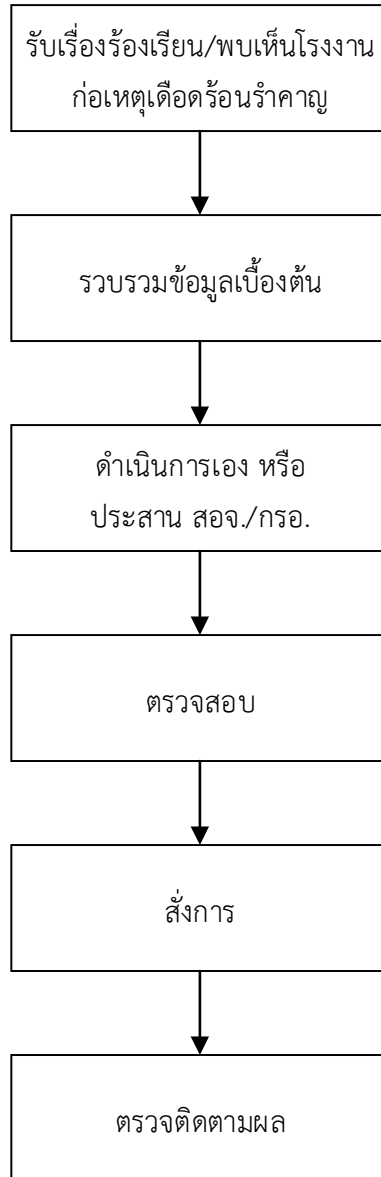 รับเรื่องร้องเรียน/พบเห็นโรงงาน
ก่อเหตุเดือดร้อนรำคาญ
รวบรวมข้อมูลเบื้องต้น
ดำเนินการเอง หรือ
ประสาน สอจ./กรอ.
ตรวจสอบ
สั่งการ
ตรวจติดตามผล